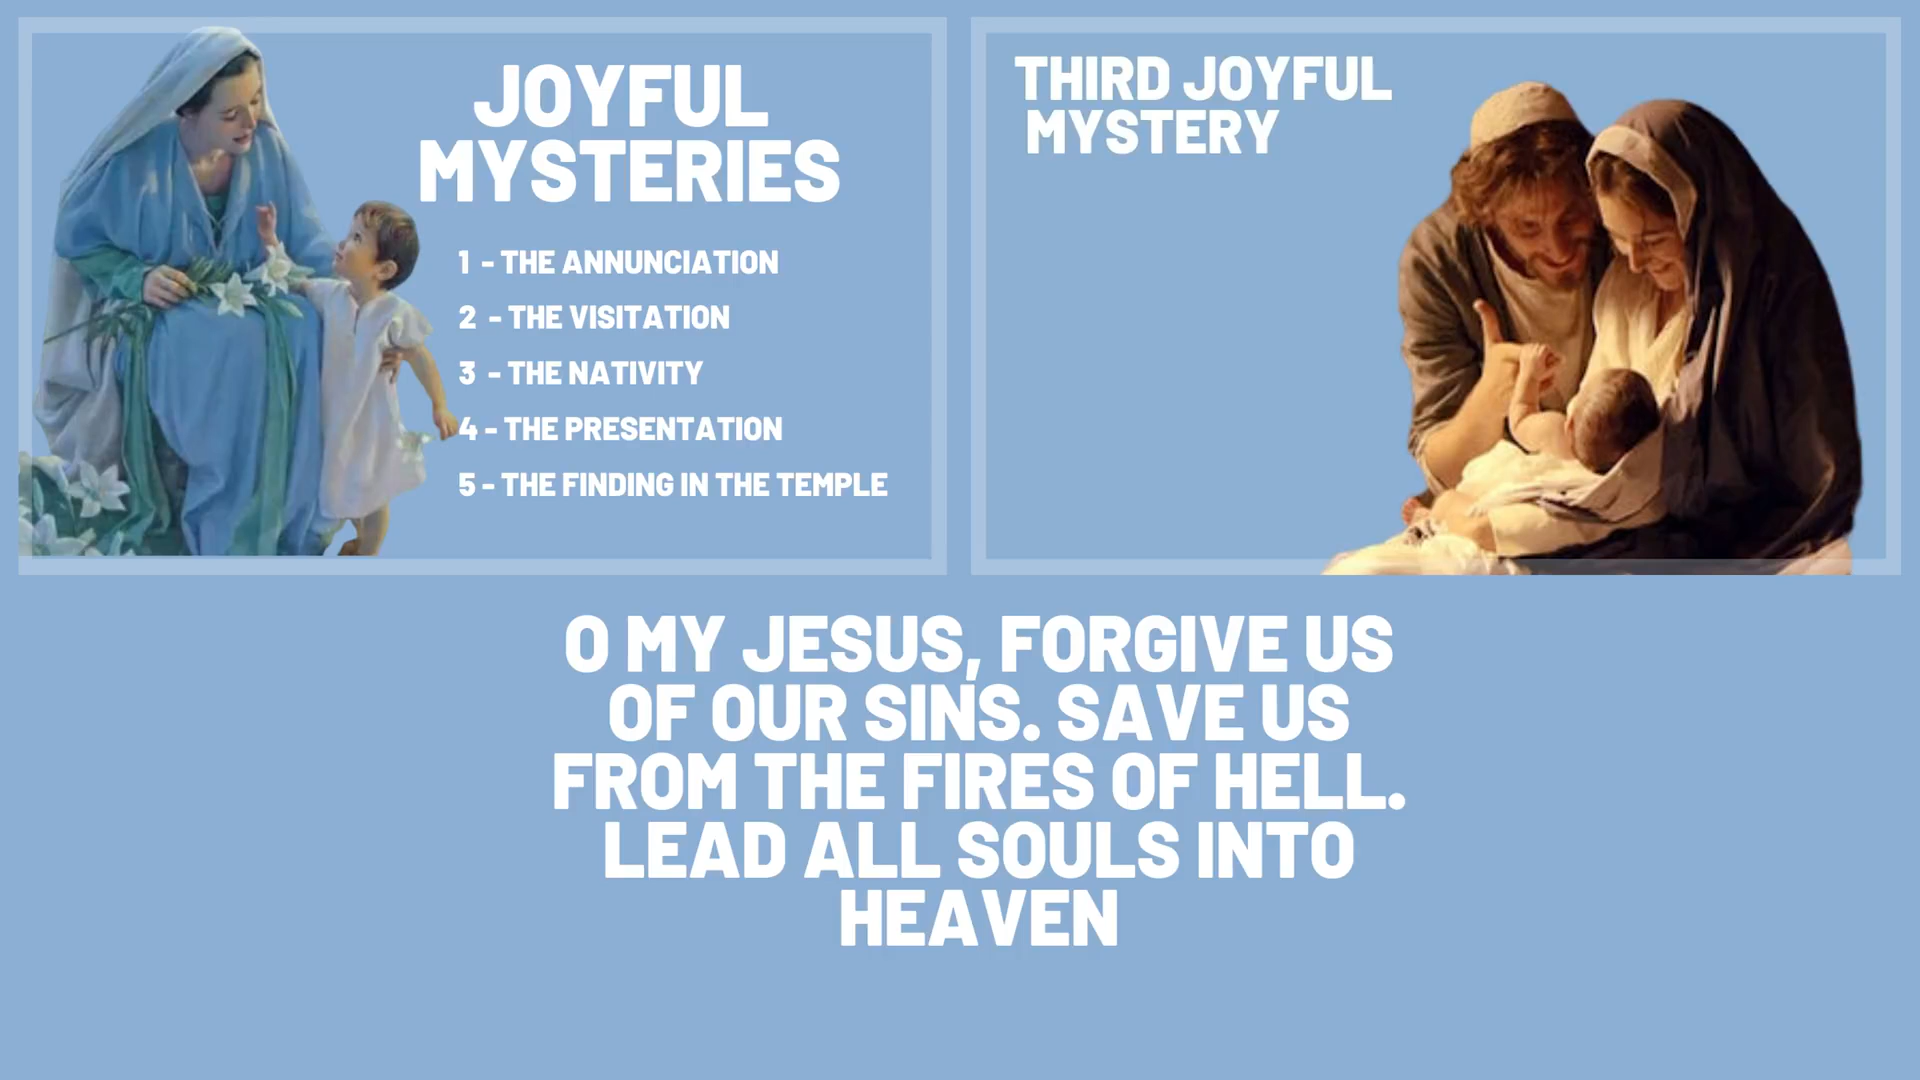 JOYFUL
MYSTERIES
1 - THE ANNUNCIATION
2 - THE VISITATION
3 - THE NATIVITY
4 - THE PRESENTATION
5 - THE FINDING IN THE TEMPLE
THIRD JOYFUL
MYSTERY
O MY JESUS, FORGIVE US
OF OUR SINS. SAVE US
FROM THE FIRES OF HELL.
LEAD ALL SOULS INTO
HEAVEN